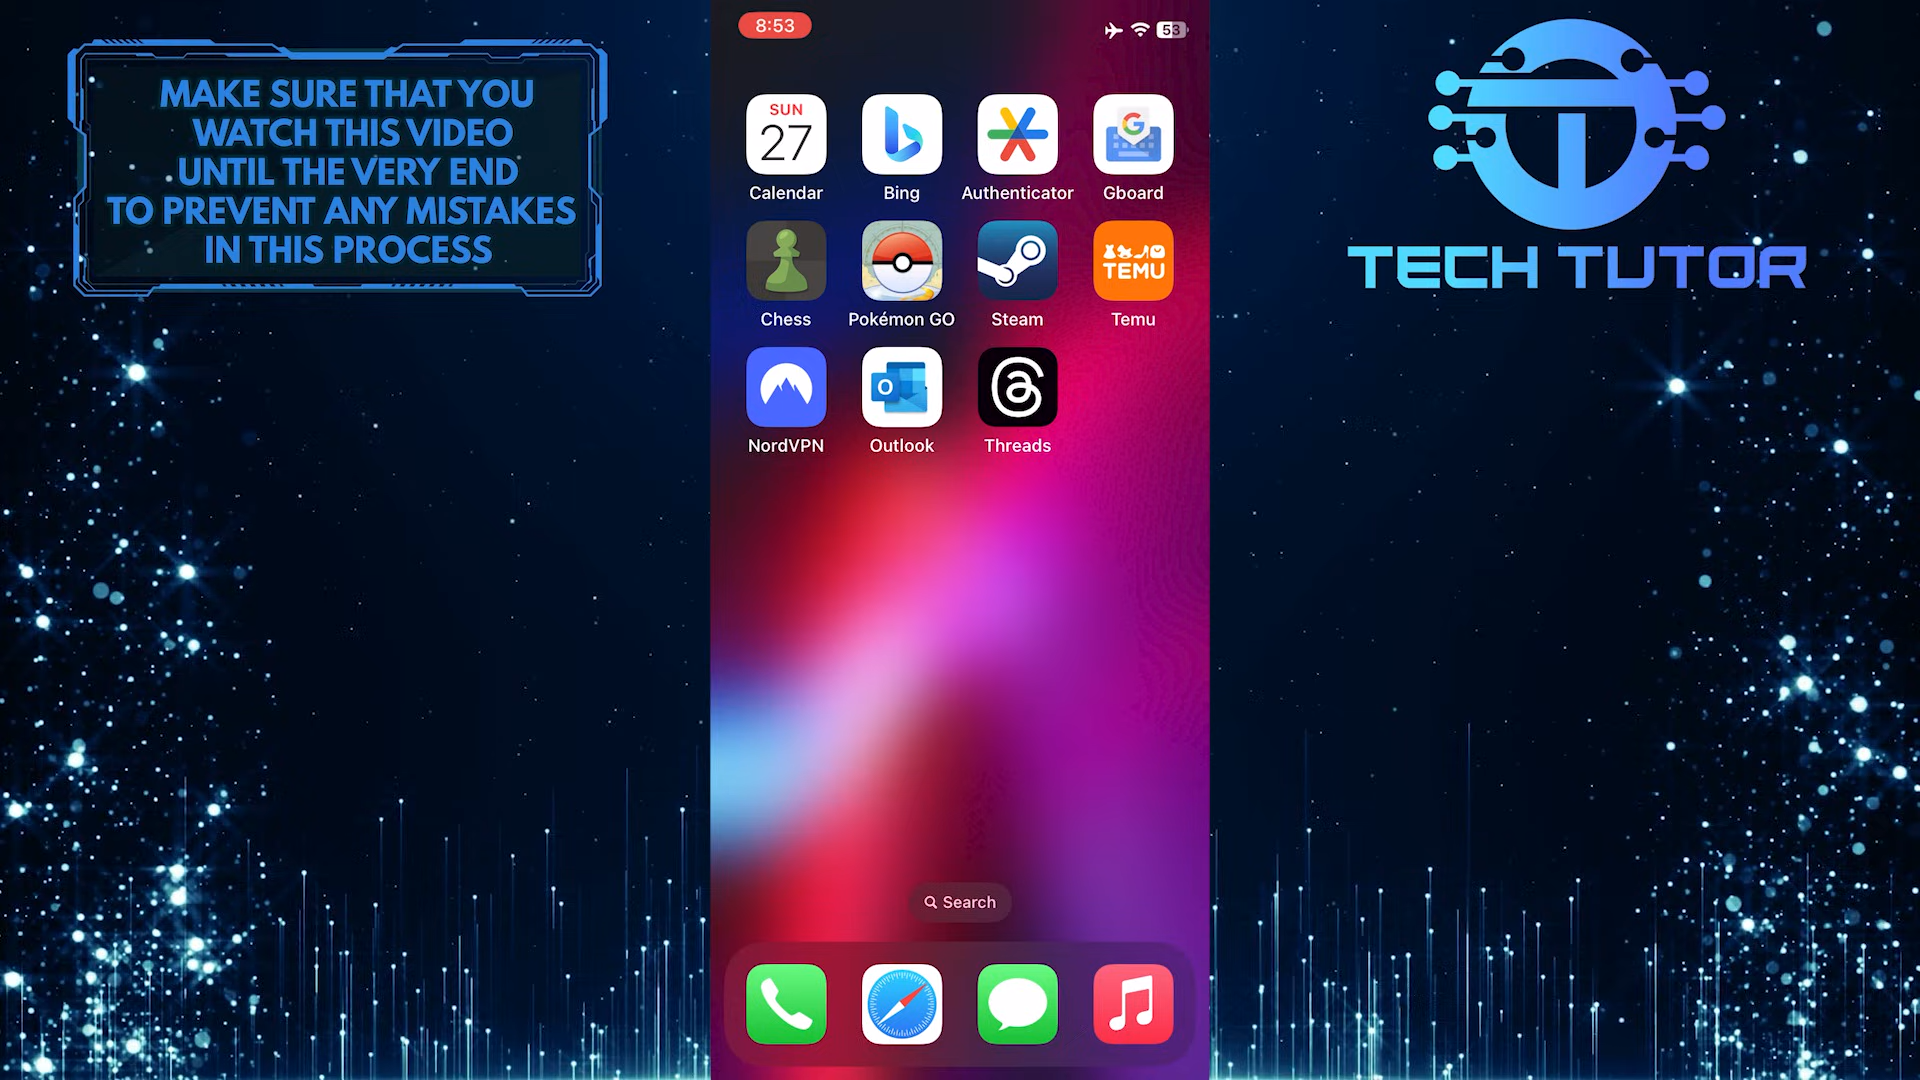 MAKE SURE THAT YOU
WATCH THIS VIDEO
UNTIL THE VERY END
TO PREVENT ANY MISTAKES
IN THIS PROCESS
8:53
53
SUN
27
Calendar
Bing
Authenticator
G
Gboard
Chess
Pokémon GO
Steam
TEMU
Temu
NordVPN
O
Outlook
Threads
Search
TECH TUTOR